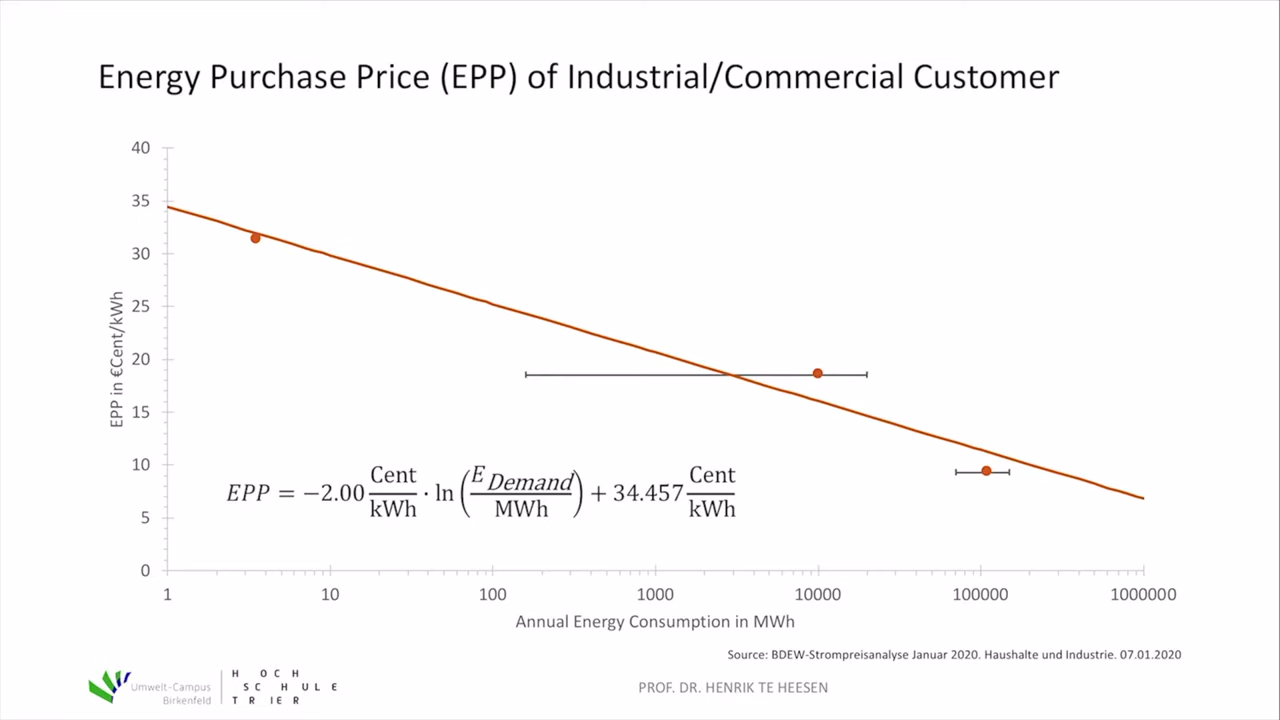 Energy Purchase Price (EPP) of Industrial/Commercial Customer
40
35
30
25
20
15
10
5
0
EPP in €Cent/kWh
EPP = −2.00 Cent/kWh · ln (E Demand/MWh) + 34.457 Cent/kWh
1 10 100 1000 10000 100000 1000000
Annual Energy Consumption in MWh
Source: BDEW-Strompreisanalyse Januar 2020. Haushalte und Industrie. 07.01.2020
Umwelt-Campus
Birkenfeld
H O C H
S C H U L E
T R I E R
PROF. DR. HENRIK TE HEESEN